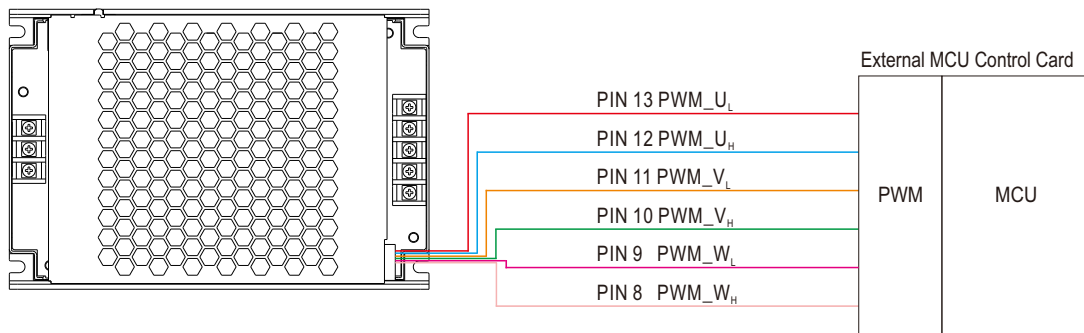 External MCU Control Card
PIN 13 PWM_UL
PIN 12 PWM_UH
PIN 11 PWM_VL
PIN 10 PWM_VH
PIN 9 PWM_WL
PIN 8 PWM_WH
PWM
MCU